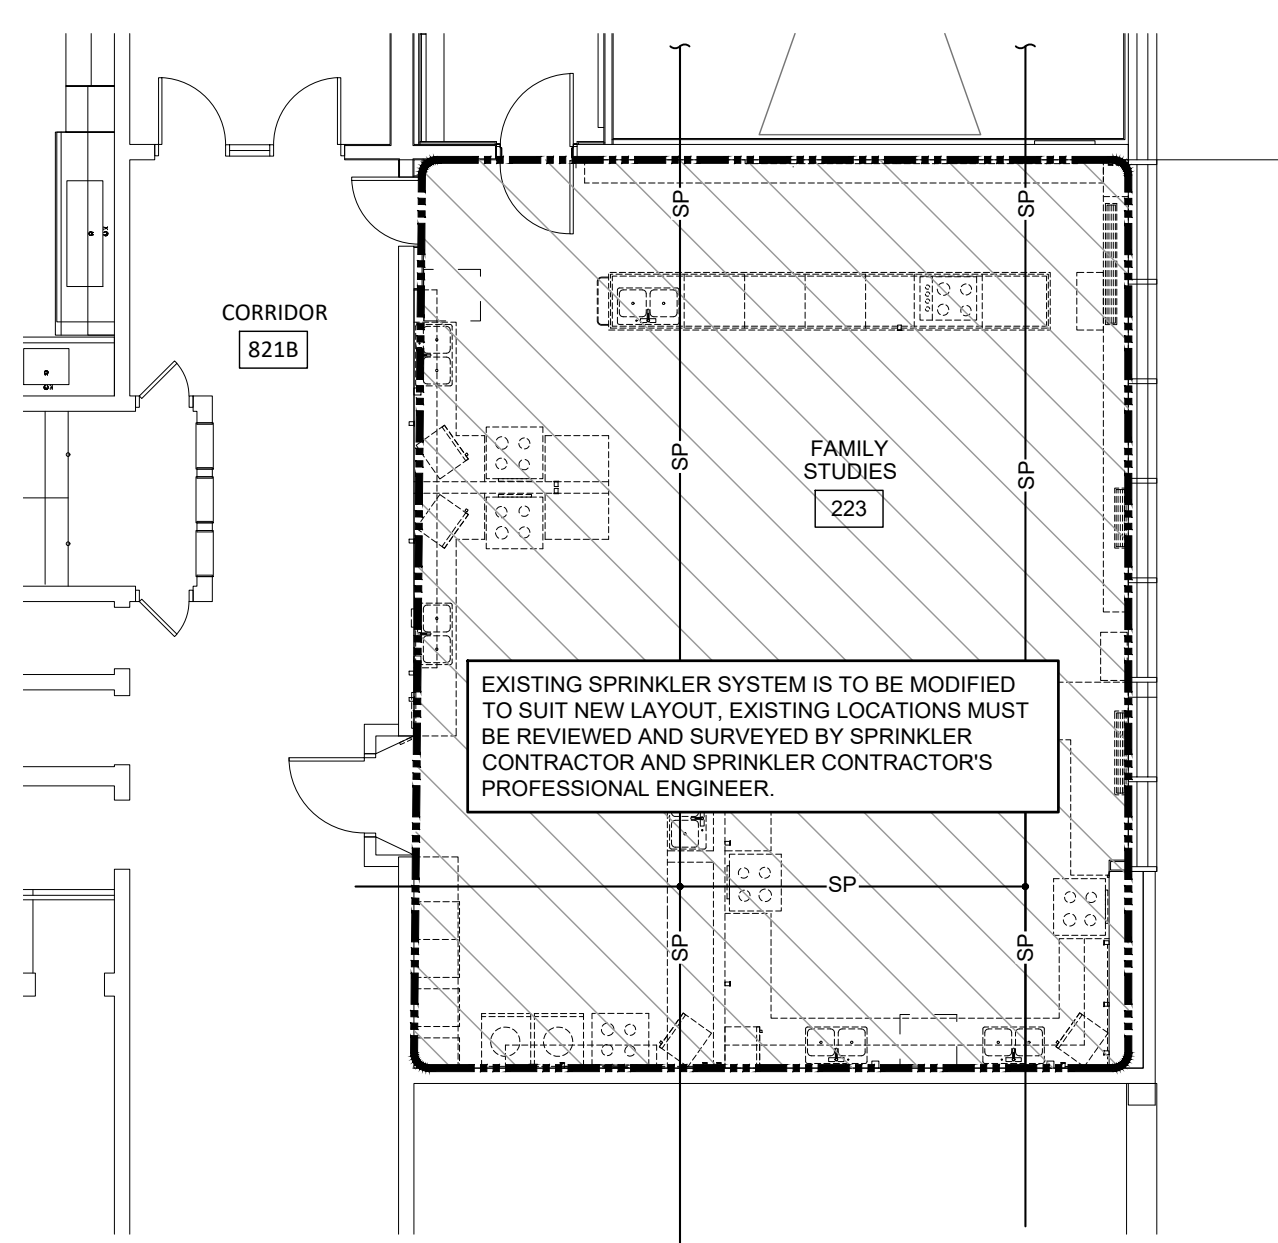 SP
SP
CORRIDOR
821B
FAMILY
STUDIES
223
SP
SP
EXISTING SPRINKLER SYSTEM IS TO BE MODIFIED
TO SUIT NEW LAYOUT, EXISTING LOCATIONS MUST
BE REVIEWED AND SURVEYED BY SPRINKLER
CONTRACTOR AND SPRINKLER CONTRACTOR'S
PROFESSIONAL ENGINEER.
SP
SP
SP